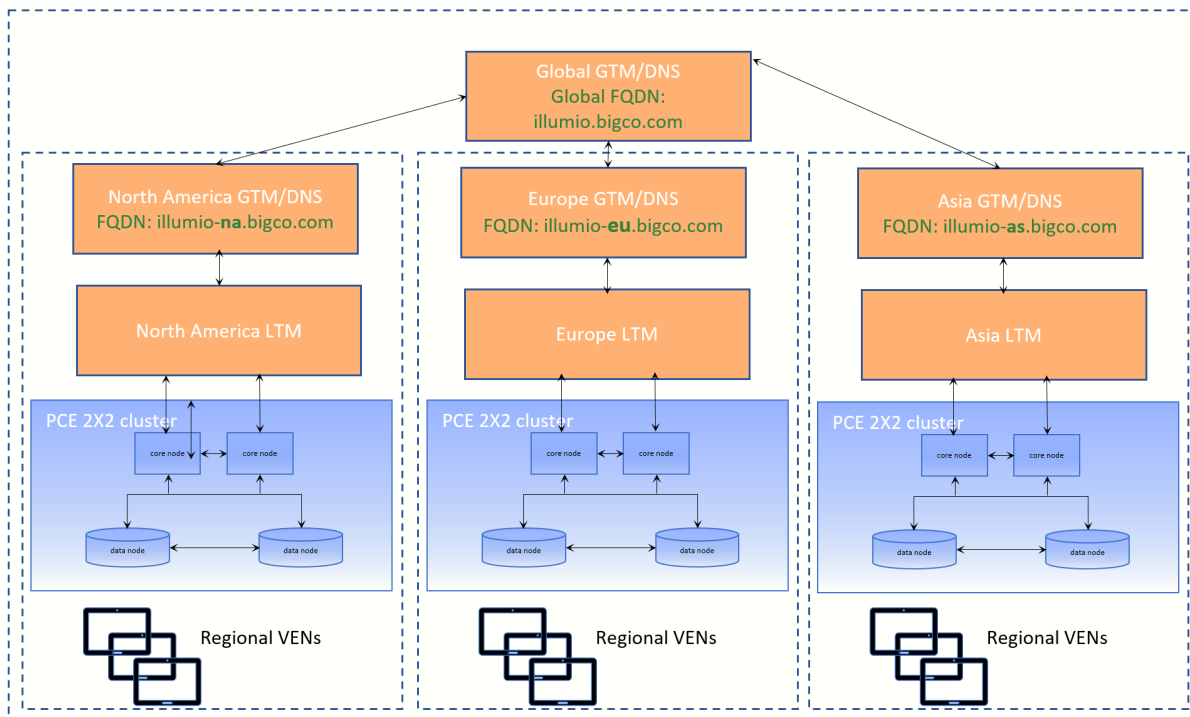 Global GTM/DNS
Global FQDN:
illumio.bigco.com
North America GTM/DNS
FQDN: illumio-na.bigco.com
Europe GTM/DNS
FQDN: illumio-eu.bigco.com
Asia GTM/DNS
FQDN: illumio-as.bigco.com
North America LTM
Europe LTM
Asia LTM
PCE 2X2 cluster
core node
core node
data node
data node
PCE 2X2 cluster
core node
core node
data node
data node
PCE 2X2 cluster
core node
core node
data node
data node
Regional VENs
Regional VENs
Regional VENs